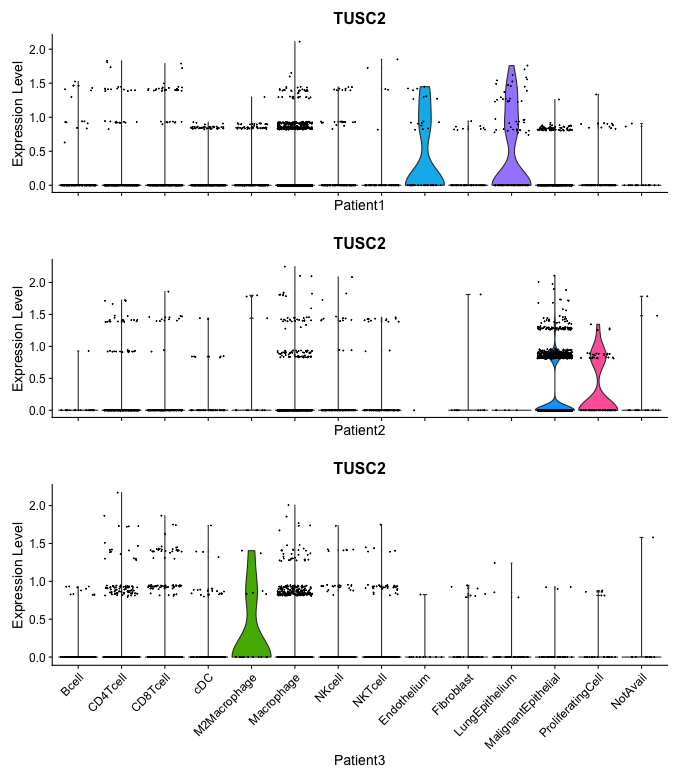 TUSC2
Expression Level
2.0
1.5
1.0
0.5
0.0
Patient1
TUSC2
Expression Level
2.0
1.5
1.0
0.5
0.0
Patient2
TUSC2
Expression Level
2.0
1.5
1.0
0.5
0.0
Bcell
CD4Tcell
CD8Tcell
cDC
M2Macrophage
Macrophage
NKcell
NKTcell
Endothelium
Fibroblast
LungEpithelium
MalignantEpithelial
ProliferatingCell
NotAvail
Patient3